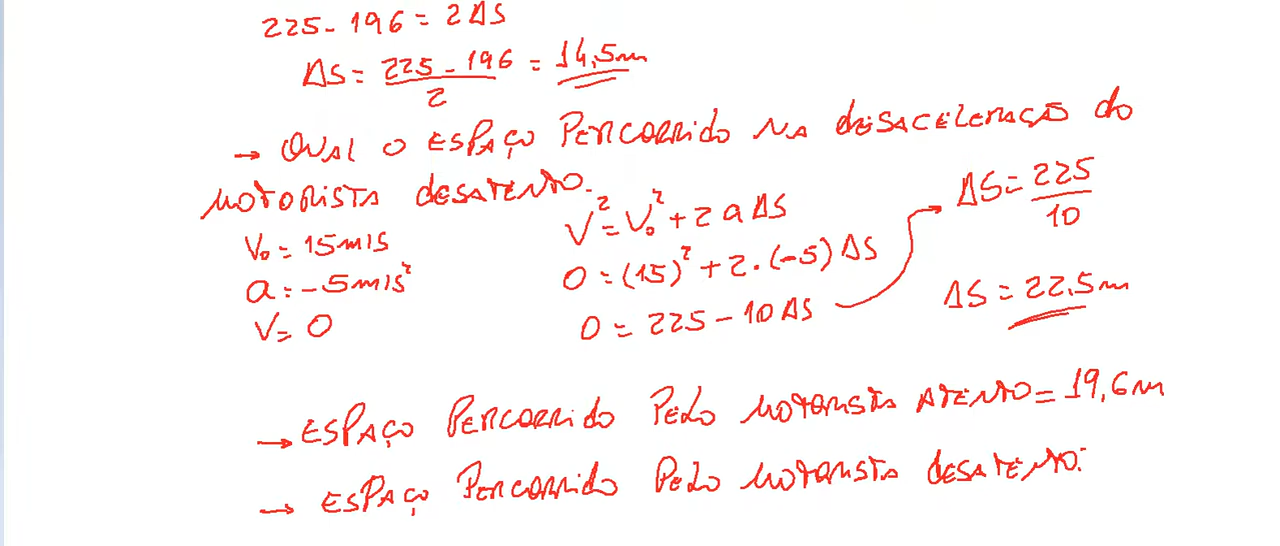 225 - 196 = 2ΔS
ΔS = (225 - 196)/2 = 14,5m
→ QUAL O ESPAÇO PERCORRIDO NA DESACELERAÇÃO DO
MOTORISTA DESATENTO.
V₀ = 15m/s
a = -5m/s²
V = 0
V² = V₀² + 2aΔS
0 = (15)² + 2·(-5)ΔS
0 = 225 - 10ΔS
ΔS = 225/10
ΔS = 22,5m
→ ESPAÇO PERCORRIDO PELO MOTORISTA ATENTO = 19,6m
→ ESPAÇO PERCORRIDO PELO MOTORISTA DESATENTO: